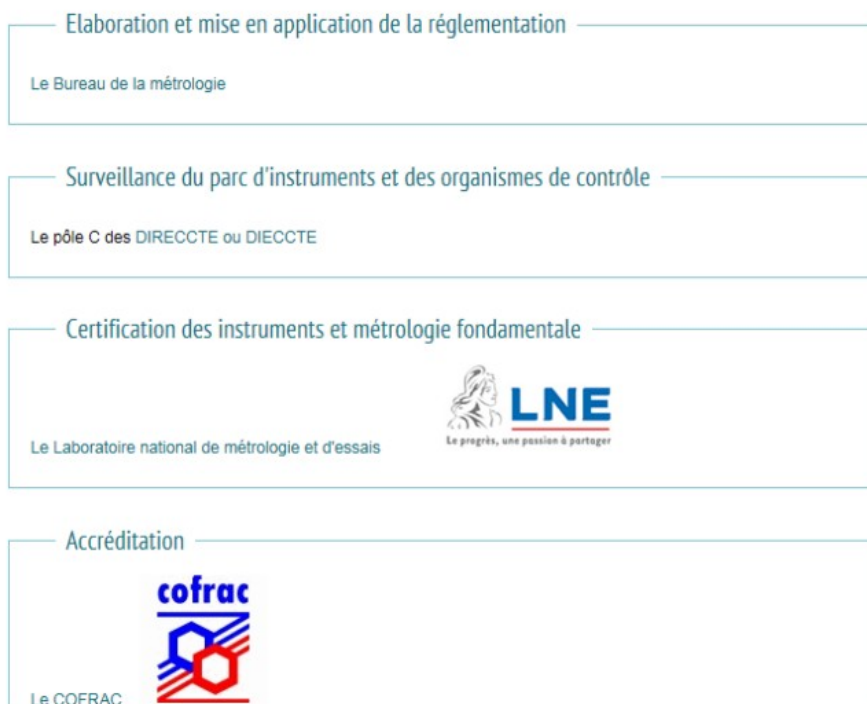 Elaboration et mise en application de la réglementation
Le Bureau de la métrologie
Surveillance du parc d'instruments et des organismes de contrôle
Le pôle C des DIRECCTE ou DIECCTE
Certification des instruments et métrologie fondamentale
LNE
Le progrès, une passion à partager
Le Laboratoire national de métrologie et d'essais
Accréditation
cofrac
Le COFRAC